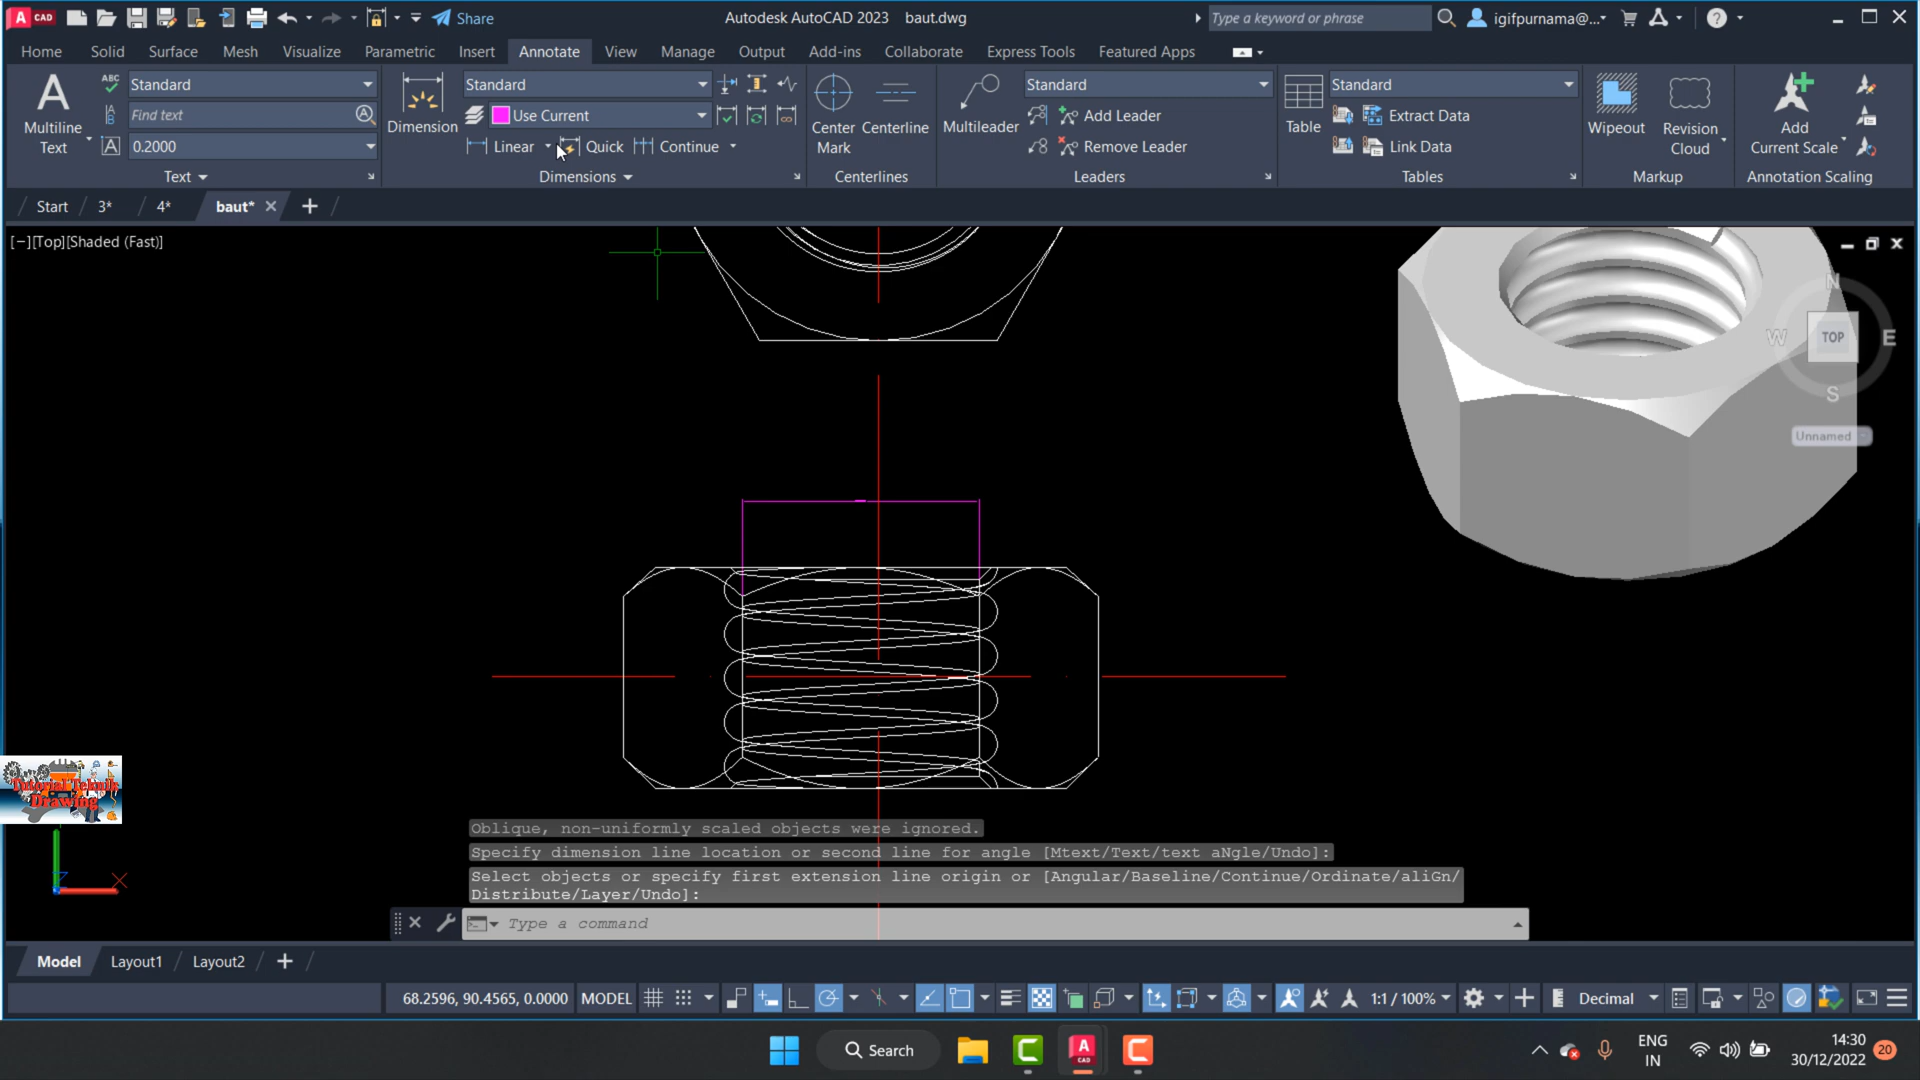 CAD
Share
Autodesk AutoCAD 2023 baut.dwg
Type a keyword or phrase
igifpurnama@...
Home Solid Surface Mesh Visualize Parametric Insert Annotate View Manage Output Add-ins Collaborate Express Tools Featured Apps
Multiline Text
ABC Standard
Find text
0.2000
Text
Dimension
Standard
Use Current
Linear Quick Continue
Dimensions
Center Mark
Centerline
Centerlines
Multileader
Standard
Add Leader
Remove Leader
Leaders
Table
Standard
Extract Data
Link Data
Tables
Wipeout
Revision Cloud
Markup
Add Current Scale
Annotation Scaling
Start 3* 4* baut*
[−][Top][Shaded (Fast)]
N
W TOP E
S
Unnamed
Tutorial Teknik
Drawing
Oblique, non-uniformly scaled objects were ignored.
Specify dimension line location or second line for angle [Mtext/Text/text aNgle/Undo]:
Select objects or specify first extension line origin or [Angular/Baseline/Continue/Ordinate/aliGn/
Distribute/Layer/Undo]:
Type a command
Model Layout1 Layout2
68.2596, 90.4565, 0.0000 MODEL 1:1 / 100% Decimal
Search
ENG
IN
14:30
30/12/2022
20